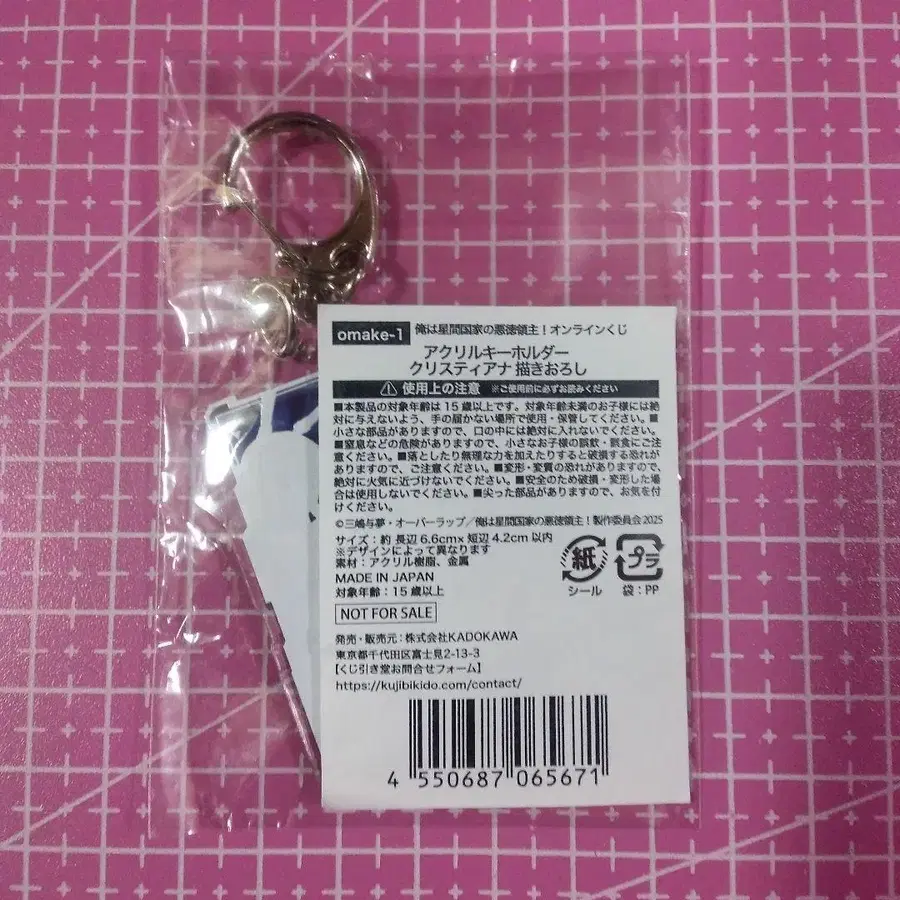 omake-1 俺は星間国家の悪徳領主！オンラインくじ
アクリルキーホルダー
クリスティアナ 描きおろし
⚠使用上の注意 ※ご使用前に必ずお読みください
■本製品の対象年齢は15歳以上です。対象年齢未満のお子様には絶
対に与えないよう、手の届かない場所で使用・保管してください。■
小さな部品がありますので、口の中には絶対に入れないでください。
■窒息などの危険がありますので、小さなお子様の誤飲・誤食にご注
意ください。■落としたり無理な力を加えたりすると破損する恐れが
ありますので、ご注意ください。■変形・変質の恐れがありますので、
絶対に火気に近づけないでください。■安全のため破損・変形した場
合は使用しないでください。■尖った部品がありますので、お気を付
けください。
©三嶋与夢・オーバーラップ／俺は星間国家の悪徳領主！製作委員会2025
サイズ：約 長辺 6.6cm× 短辺 4.2cm 以内
※デザインによって異なります
素材：アクリル樹脂、金属
MADE IN JAPAN
対象年齢：15歳以上
紙 プラ
シール 袋：PP
NOT FOR SALE
発売・販売元：株式会社KADOKAWA
東京都千代田区富士見2-13-3
【くじ引き堂お問合せフォーム】
https://kujibikido.com/contact/
4 550687 065671